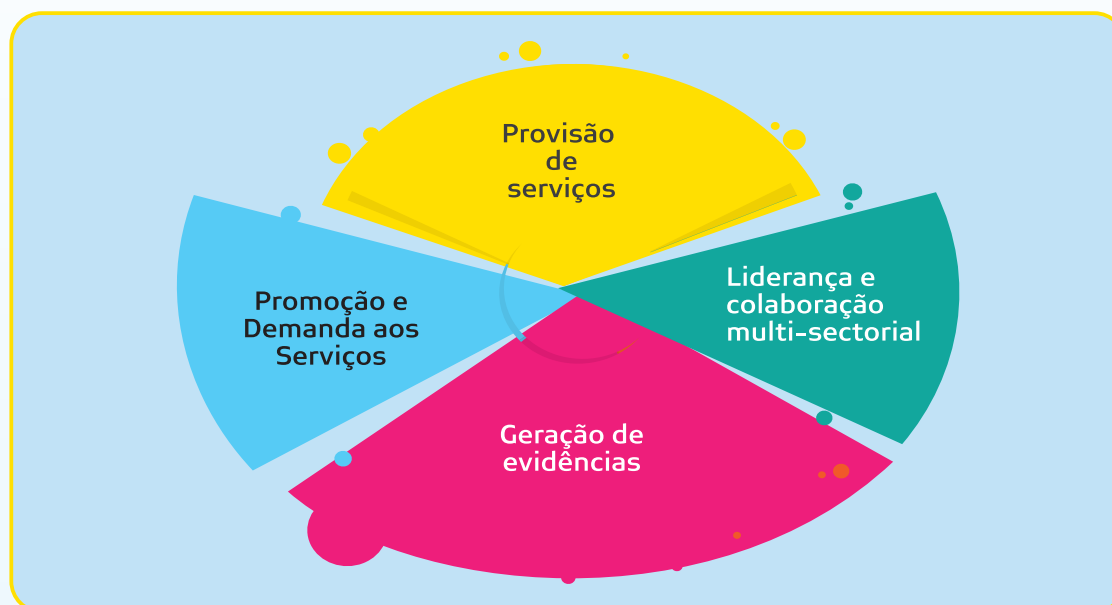 Provisão
de
serviços
Promoção e
Demanda aos
Serviços
Liderança e
colaboração
multi-sectorial
Geração de
evidências